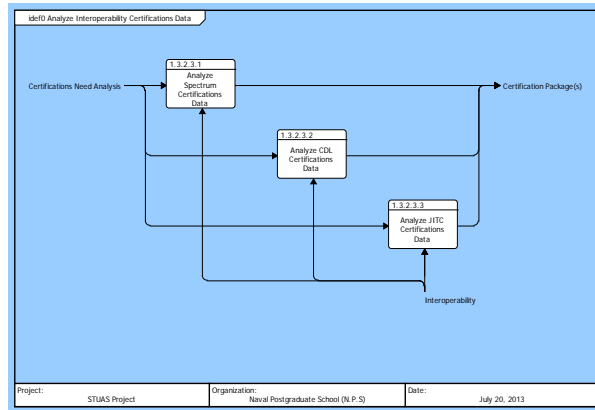 idef0 Analyze Interoperability Certifications Data
1.3.2.3.1
Analyze
Spectrum
Certifications
Data
Certifications Need Analysis
Certification Package(s)
1.3.2.3.2
Analyze CDL
Certifications
Data
1.3.2.3.3
Analyze JITC
Certifications
Data
Interoperability
Project:
STUAS Project
Organization:
Naval Postgraduate School (N.P.S)
Date:
July 20, 2013